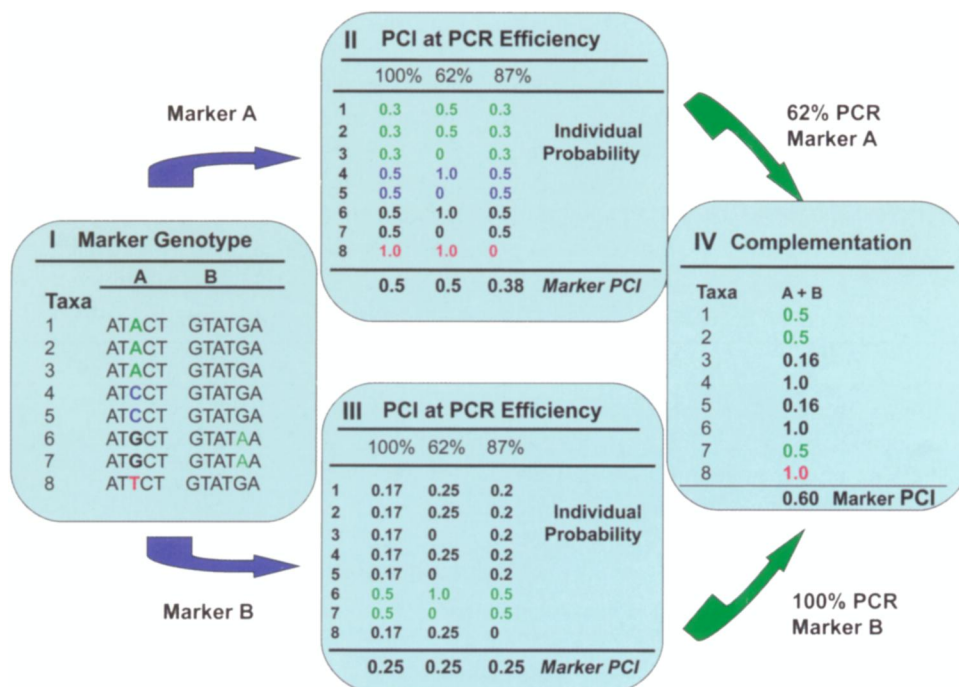 II PCI at PCR Efficiency
100% 62% 87%
1 0.3 0.5 0.3
2 0.3 0.5 0.3 Individual
3 0.3 0 0.3 Probability
4 0.5 1.0 0.5
5 0.5 0 0.5
6 0.5 1.0 0.5
7 0.5 0 0.5
8 1.0 1.0 0
0.5 0.5 0.38 Marker PCI
Marker A
62% PCR
Marker A
I Marker Genotype
A B
Taxa
1 ATACT GTATGA
2 ATACT GTATGA
3 ATACT GTATGA
4 ATCCT GTATGA
5 ATCCT GTATGA
6 ATGCT GTATAA
7 ATGCT GTATAA
8 ATTCT GTATGA
IV Complementation
Taxa A + B
1 0.5
2 0.5
3 0.16
4 1.0
5 0.16
6 1.0
7 0.5
8 1.0
0.60 Marker PCI
III PCI at PCR Efficiency
100% 62% 87%
1 0.17 0.25 0.2
2 0.17 0.25 0.2 Individual
3 0.17 0 0.2 Probability
4 0.17 0.25 0.2
5 0.17 0 0.2
6 0.5 1.0 0.5
7 0.5 0 0.5
8 0.17 0.25 0
0.25 0.25 0.25 Marker PCI
Marker B
100% PCR
Marker B